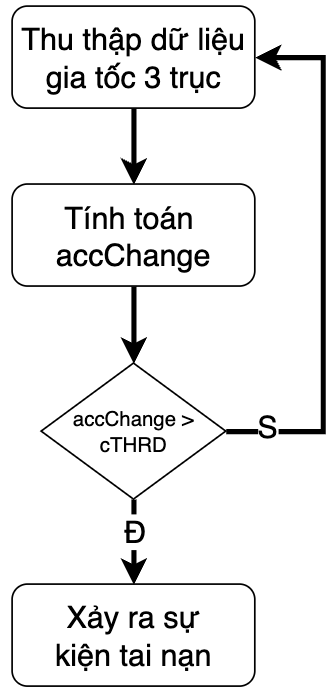 Thu thập dữ liệu
gia tốc 3 trục
Tính toán
accChange
accChange >
cTHRD
S
Đ
Xảy ra sự
kiện tai nạn